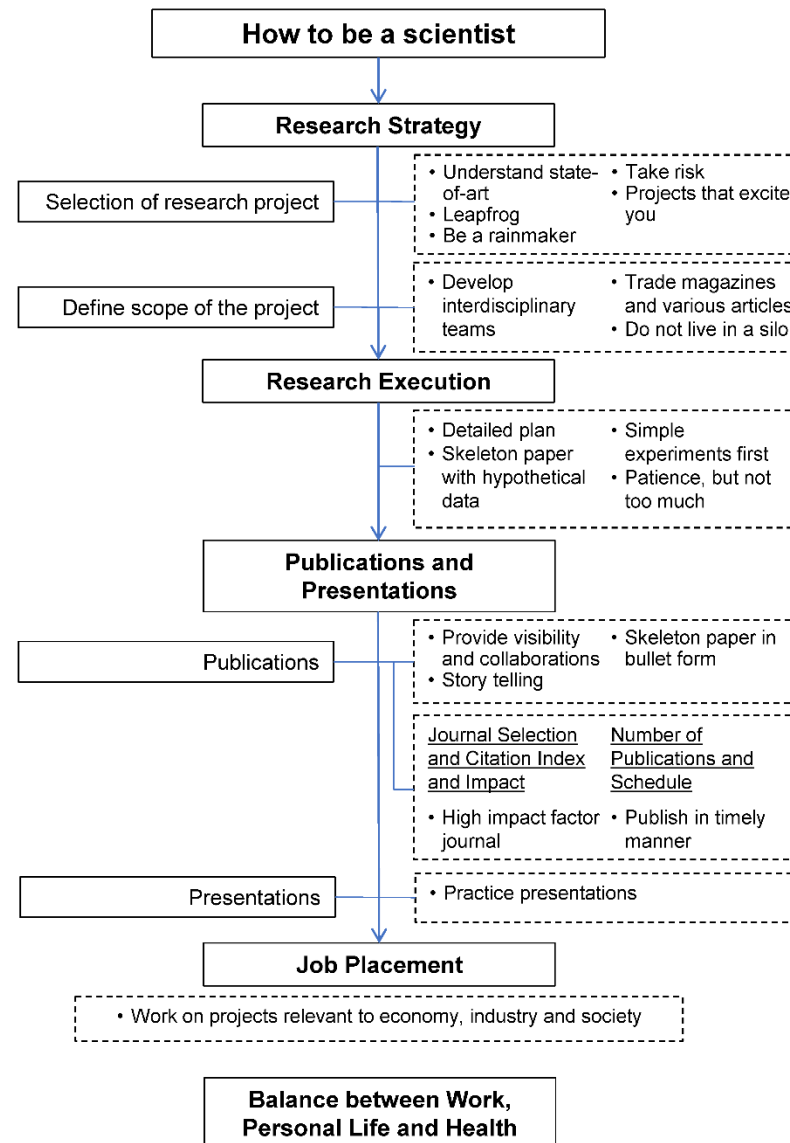 How to be a scientist
Research Strategy
Selection of research project
• Understand state-
of-art
• Leapfrog
• Be a rainmaker
• Take risk
• Projects that excite
you
Define scope of the project
• Develop
interdisciplinary
teams
• Trade magazines
and various articles
• Do not live in a silo
Research Execution
• Detailed plan
• Skeleton paper
with hypothetical
data
• Simple
experiments first
• Patience, but not
too much
Publications and
Presentations
Publications
• Provide visibility
and collaborations
• Story telling
• Skeleton paper in
bullet form
Journal Selection
and Citation Index
and Impact
• High impact factor
journal
Number of
Publications and
Schedule
• Publish in timely
manner
Presentations
• Practice presentations
Job Placement
• Work on projects relevant to economy, industry and society
Balance between Work,
Personal Life and Health